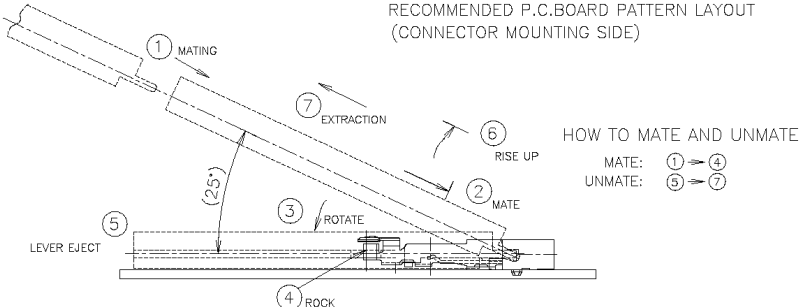 RECOMMENDED P.C.BOARD PATTERN LAYOUT
(CONNECTOR MOUNTING SIDE)
1 MATING
7 EXTRACTION
6 RISE UP
HOW TO MATE AND UNMATE
MATE: 1 → 4
UNMATE: 5 → 7
2 MATE
(25°)
3 ROTATE
5 LEVER EJECT
4 ROCK